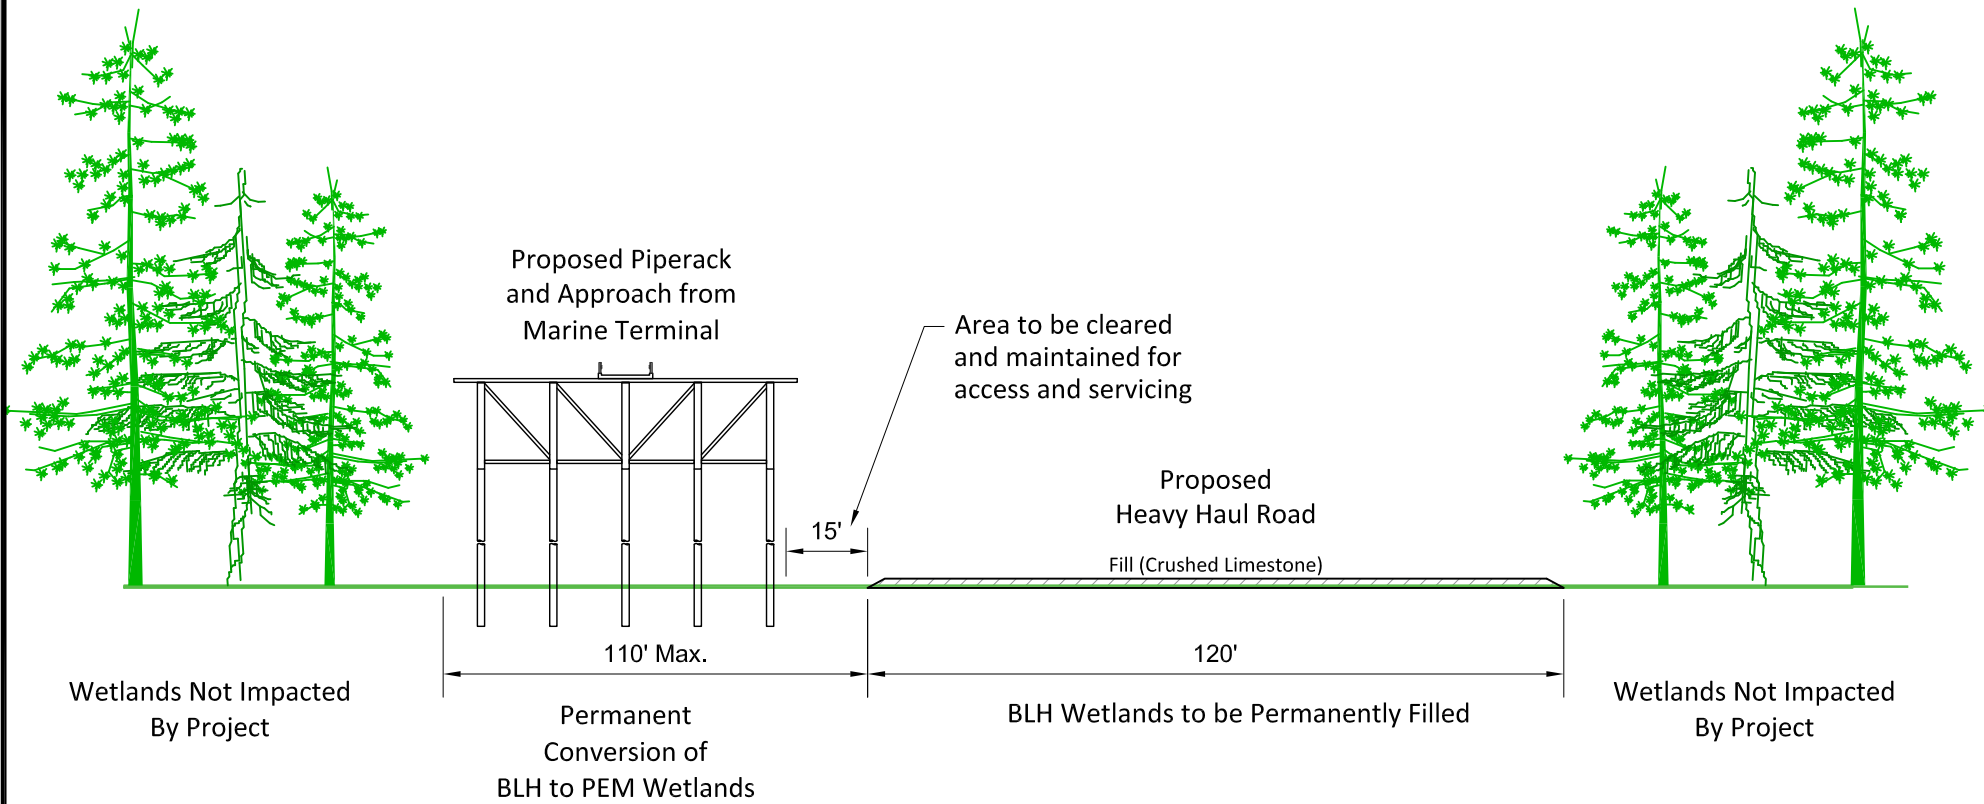 Proposed Piperack
and Approach from
Marine Terminal
Area to be cleared
and maintained for
access and servicing
Proposed
Heavy Haul Road
15'
Fill (Crushed Limestone)
110' Max.
120'
Wetlands Not Impacted
By Project
Permanent
Conversion of
BLH to PEM Wetlands
BLH Wetlands to be Permanently Filled
Wetlands Not Impacted
By Project